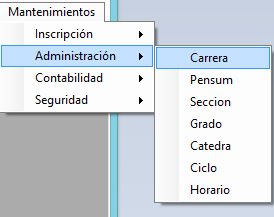 Mantenimientos
Inscripción
Administración
Contabilidad
Seguridad
Carrera
Pensum
Seccion
Grado
Catedra
Ciclo
Horario